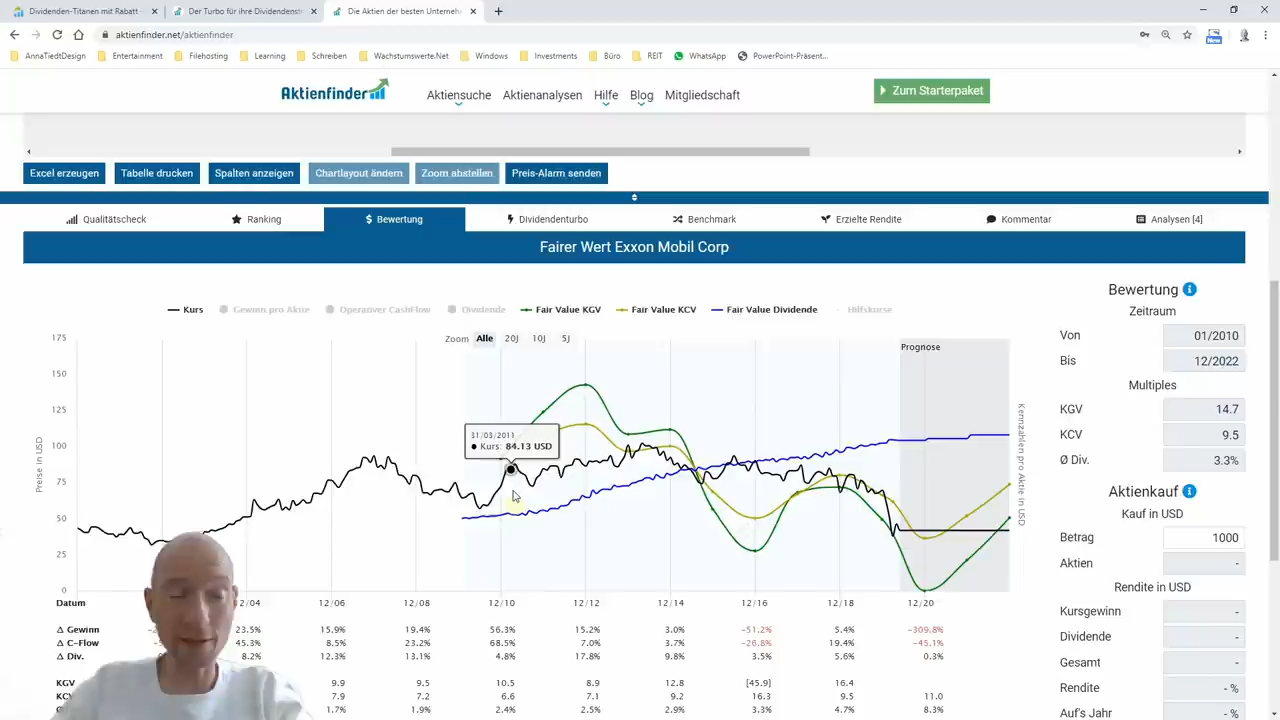 Dividenden-Titanen mit Rabatt
Der Turbo für ihre Dividendenst
Die Aktien der besten Unterneh
aktienfinder.net/aktienfinder
AnnaTiedtDesign Entertainment Filehosting Learning Schreiben Wachstumswerte.Net Windows Investments Büro REIT WhatsApp PowerPoint-Präsent...
New
Aktienfinder
Aktiensuche Aktienanalysen Hilfe Blog Mitgliedschaft
Zum Starterpaket
Excel erzeugen Tabelle drucken Spalten anzeigen Chartlayout ändern Zoom abstellen Preis-Alarm senden
Qualitätscheck Ranking $ Bewertung Dividendenturbo Benchmark Erzielte Rendite Kommentar Analysen [4]
Fairer Wert Exxon Mobil Corp
Kurs Gewinn pro Aktie Operativer CashFlow Dividende Fair Value KGV Fair Value KCV Fair Value Dividende Hilfskurse
Zoom Alle 20J 10J 5J
Prognose
175
150
125
100
75
50
25
0
Preise in USD
Kennzahlen pro Aktie in USD
31/03/2011
Kurs: 84.13 USD
Datum 12/04 12/06 12/08 12/10 12/12 12/14 12/16 12/18 12/20
Δ Gewinn 23.5% 15.9% 19.4% 56.3% 15.2% 3.0% -51.2% 5.4% -309.8%
Δ C-Flow 45.3% 8.5% 23.2% 68.5% 7.0% 3.7% -26.8% 19.4% -45.1%
Δ Div. 8.2% 12.3% 13.1% 4.8% 17.8% 9.8% 3.5% 5.6% 0.3%
KGV 9.9 9.5 10.5 8.9 12.8 [45.9] 16.4
KCV 7.9 7.2 6.6 7.1 9.2 16.3 9.5 11.0
1.7% 1.9% 2.4% 2.5% 2.9% 3.3% 4.7% 8.3%
Bewertung
Zeitraum
Von 01/2010
Bis 12/2022
Multiples
KGV 14.7
KCV 9.5
Ø Div. 3.3%
Aktienkauf
Kauf in USD
Betrag 1000
Aktien -
Rendite in USD
Kursgewinn -
Dividende -
Gesamt -
Rendite - %
Auf's Jahr - %